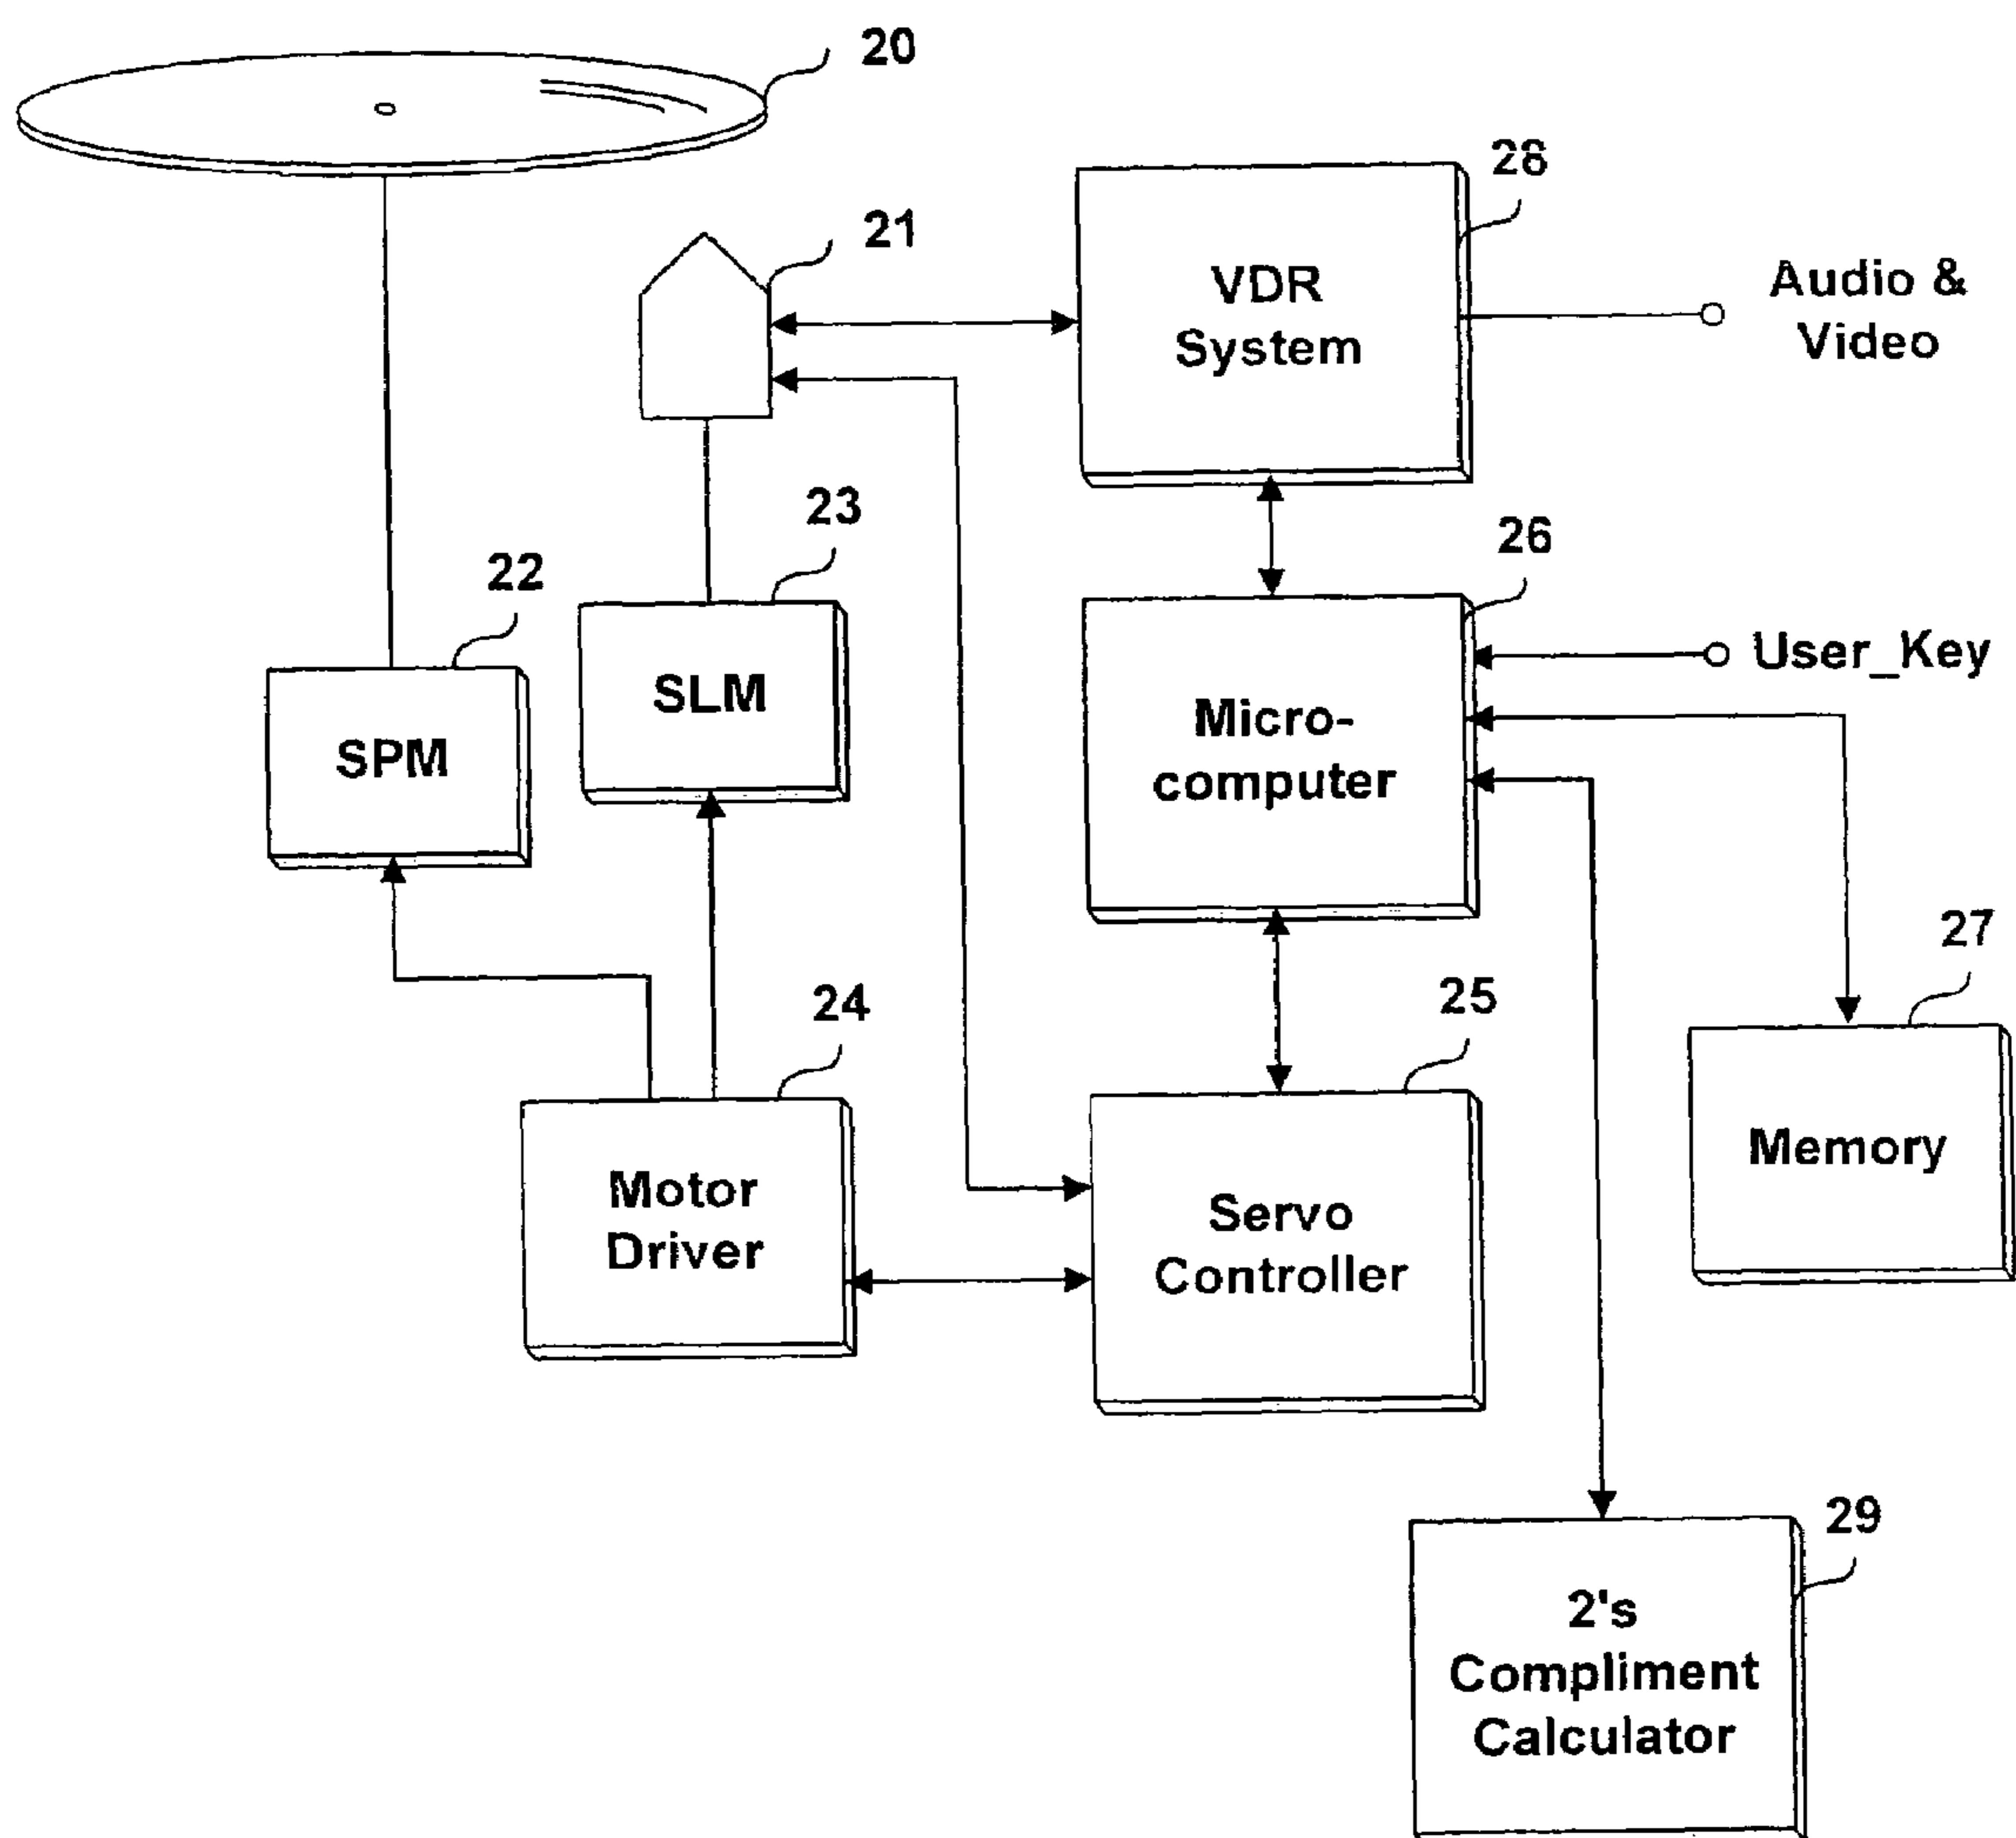 20
28
21
VDR
System
Audio &
Video
23
26
22
SLM
User_Key
SPM
Micro-
computer
27
24
25
Motor
Driver
Servo
Controller
Memory
29
2's
Compliment
Calculator